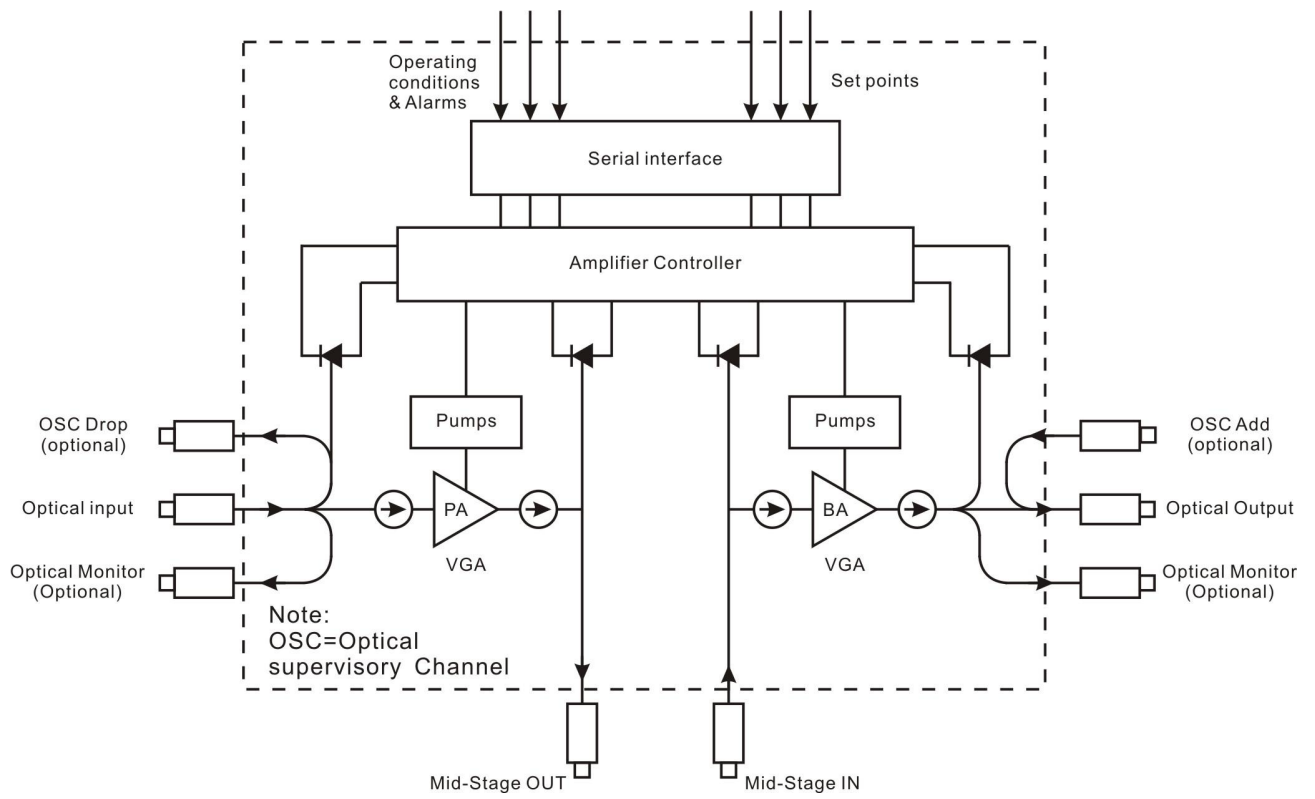 Operating
conditions
& Alarms
Set points
Serial interface
Amplifier Controller
Pumps
Pumps
OSC Drop
(optional)
OSC Add
(optional)
Optical input
PA
BA
Optical Output
VGA
VGA
Optical Monitor
(Optional)
Optical Monitor
(Optional)
Note:
OSC=Optical
supervisory Channel
Mid-Stage OUT
Mid-Stage IN